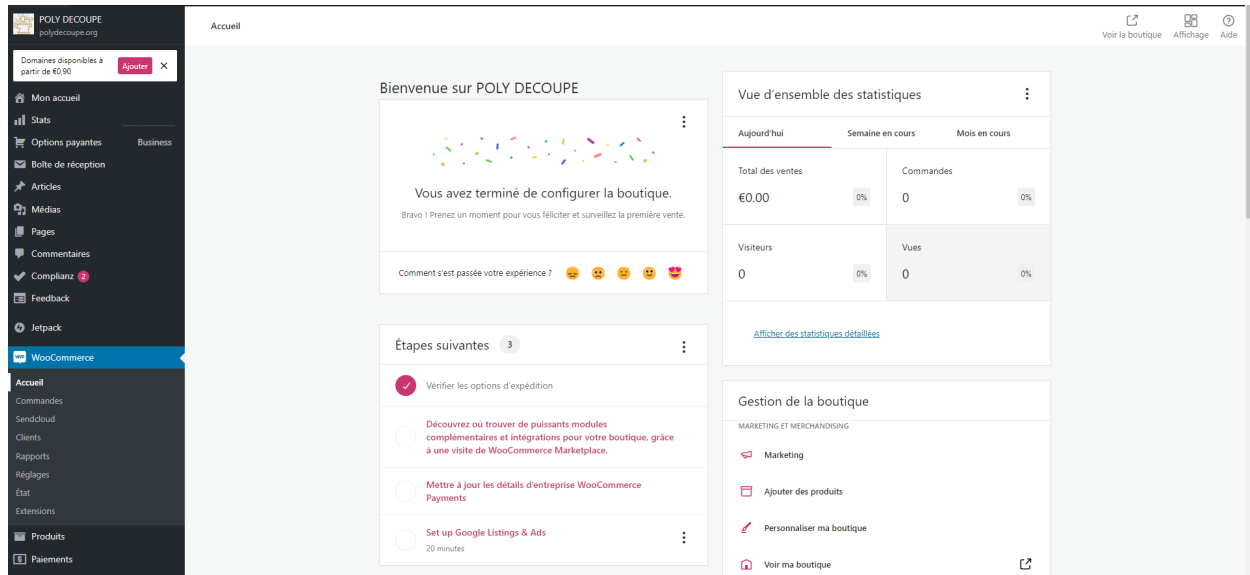 POLY DECOUPE
polydecoupe.org
Domaines disponibles à
partir de €0,90
Ajouter
Mon accueil
Stats
Options payantes Business
Boîte de réception
Articles
Médias
Pages
Commentaires
Complianz 2
Feedback
Jetpack
WooCommerce
Accueil
Commandes
Sendcloud
Clients
Rapports
Réglages
État
Extensions
Produits
Paiements
Accueil
Voir la boutique
Affichage
Aide
Bienvenue sur POLY DECOUPE
Vous avez terminé de configurer la boutique.
Bravo ! Prenez un moment pour vous féliciter et surveillez la première vente.
Comment s'est passée votre expérience ?
Étapes suivantes 3
Vérifier les options d'expédition
Découvrez où trouver de puissants modules
complémentaires et intégrations pour votre boutique, grâce
à une visite de WooCommerce Marketplace.
Mettre à jour les détails d'entreprise WooCommerce
Payments
Set up Google Listings & Ads
20 minutes
Vue d'ensemble des statistiques
Aujourd'hui Semaine en cours Mois en cours
Total des ventes
€0.00 0%
Commandes
0 0%
Visiteurs
0 0%
Vues
0 0%
Afficher des statistiques détaillées
Gestion de la boutique
MARKETING ET MERCHANDISING
Marketing
Ajouter des produits
Personnaliser ma boutique
Voir ma boutique